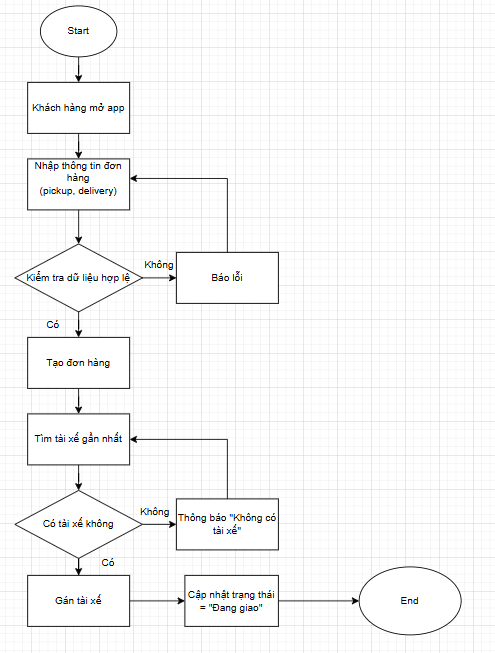 Start
Khách hàng mở app
Nhập thông tin đơn
hàng
(pickup, delivery)
Kiểm tra dữ liệu hợp lệ
Không
Báo lỗi
Có
Tạo đơn hàng
Tìm tài xế gần nhất
Có tài xế không
Không
Thông báo "Không có
tài xế"
Có
Gán tài xế
Cập nhật trạng thái
= "Đang giao"
End